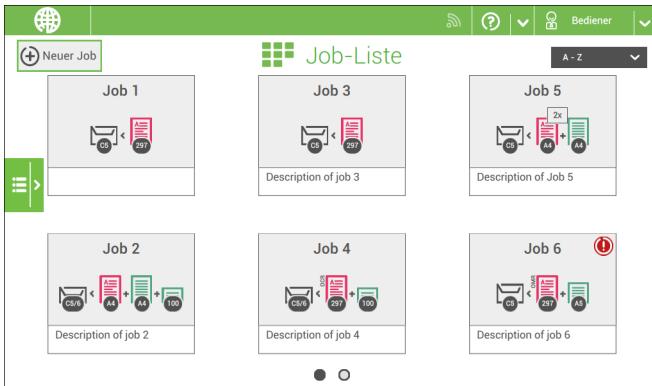 Bediener
Neuer Job
Job-Liste
A - Z
Job 1
C5
A
297
Job 3
C5
A
297
Description of job 3
Job 5
2x
C5
A
A4
A4
Description of Job 5
Job 2
C5/6
A
A4
A4
100
Description of job 2
Job 4
OCR
C5/6
A
297
100
Description of job 4
Job 6
OMR
C5
A
297
A5
Description of job 6